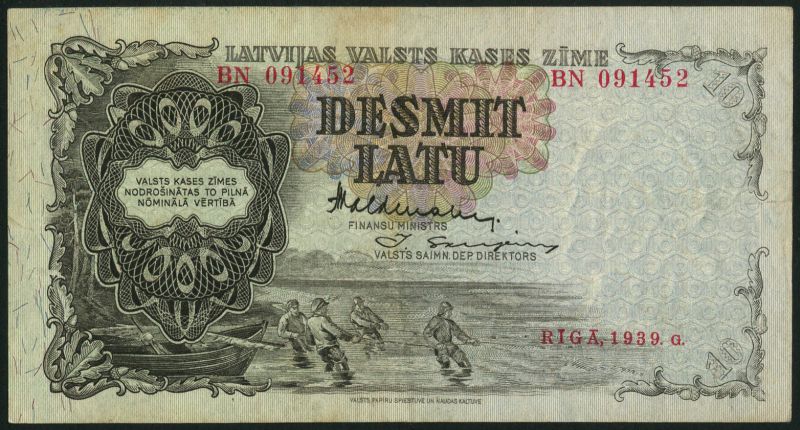 LATVIJAS VALSTS KASES ZĪME
BN 091452
BN 091452
10
DESMIT
LATU
VALSTS KASES ZĪMES
NODROŠINĀTAS TO PILNĀ
NŌMINĀLĀ VĒRTĪBĀ
FINANSU MINISTRS
VALSTS SAIMN. DEP. DIREKTORS
RĪGĀ, 1939. G.
10
VALSTS PAPĪRU SPIESTUVE UN NAUDAS KALTUVE